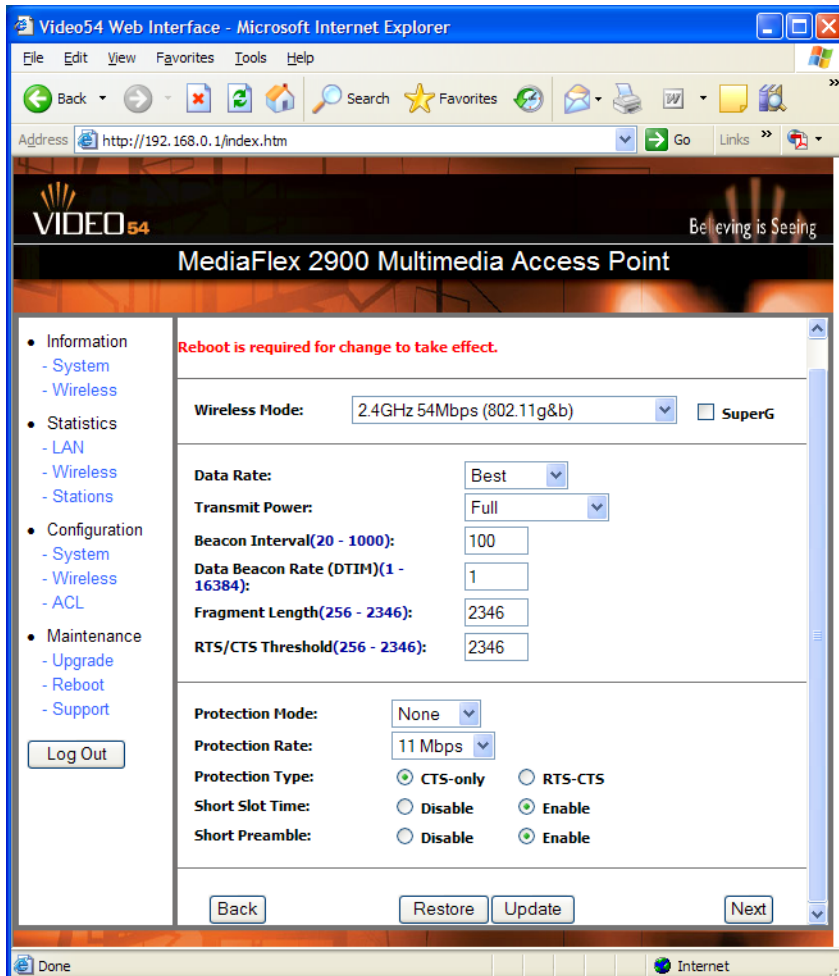 Video54 Web Interface - Microsoft Internet Explorer
File Edit View Favorites Tools Help
Back Search Favorites W »
Address http://192.168.0.1/index.htm Go Links »
VIDEO 54
Believing is Seeing
MediaFlex 2900 Multimedia Access Point
• Information
- System
- Wireless
• Statistics
- LAN
- Wireless
- Stations
• Configuration
- System
- Wireless
- ACL
• Maintenance
- Upgrade
- Reboot
- Support
Log Out
Reboot is required for change to take effect.
Wireless Mode: 2.4GHz 54Mbps (802.11g&b) SuperG
Data Rate: Best
Transmit Power: Full
Beacon Interval(20 - 1000): 100
Data Beacon Rate (DTIM)(1 -
16384): 1
Fragment Length(256 - 2346): 2346
RTS/CTS Threshold(256 - 2346): 2346
Protection Mode: None
Protection Rate: 11 Mbps
Protection Type: CTS-only RTS-CTS
Short Slot Time: Disable Enable
Short Preamble: Disable Enable
Back Restore Update Next
Done Internet